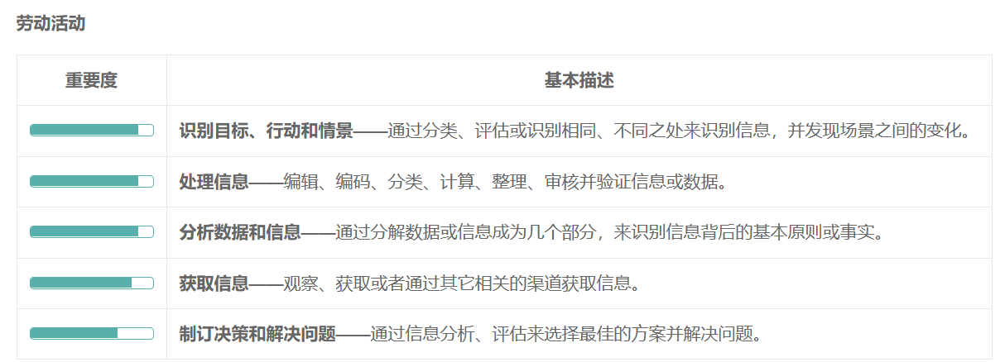 劳动活动
重要度 基本描述
识别目标、行动和情景——通过分类、评估或识别相同、不同之处来识别信息，并发现场景之间的变化。
处理信息——编辑、编码、分类、计算、整理、审核并验证信息或数据。
分析数据和信息——通过分解数据或信息成为几个部分，来识别信息背后的基本原则或事实。
获取信息——观察、获取或者通过其它相关的渠道获取信息。
制订决策和解决问题——通过信息分析、评估来选择最佳的方案并解决问题。